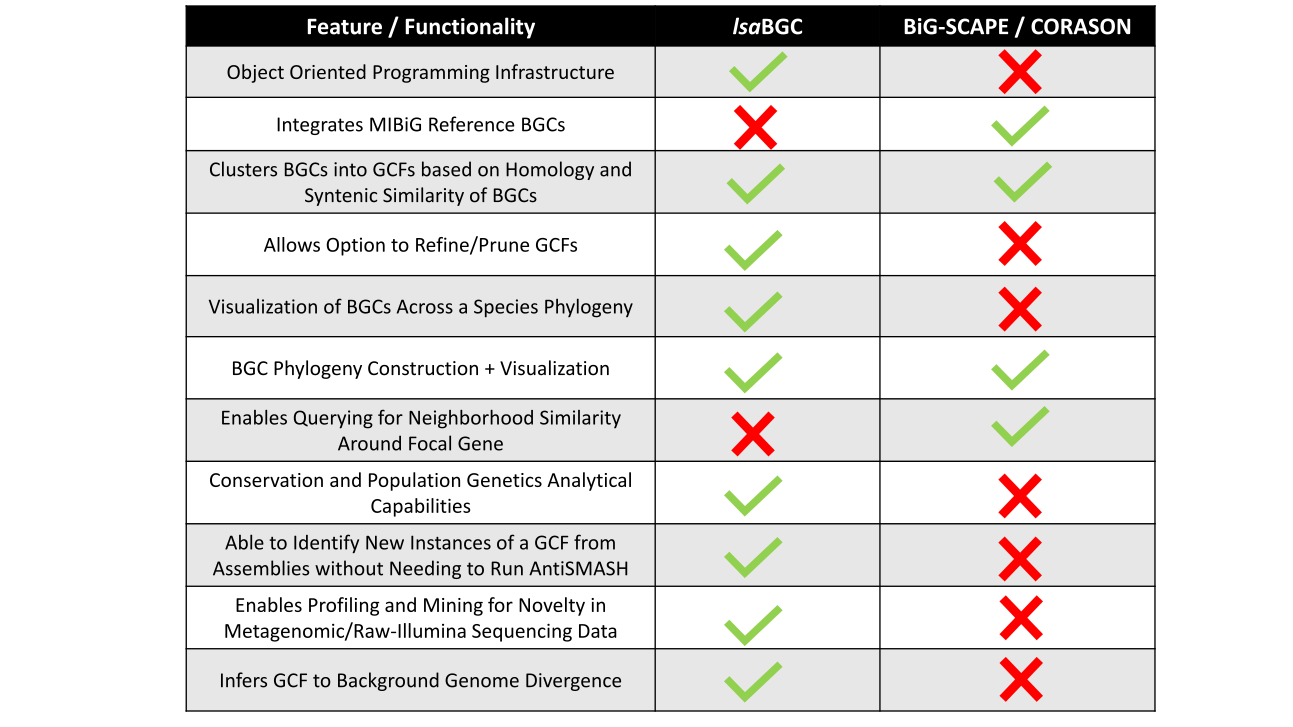 Feature / Functionality
lsaBGC
BiG-SCAPE / CORASON
Object Oriented Programming Infrastructure
Integrates MIBiG Reference BGCs
Clusters BGCs into GCFs based on Homology and
Syntenic Similarity of BGCs
Allows Option to Refine/Prune GCFs
Visualization of BGCs Across a Species Phylogeny
BGC Phylogeny Construction + Visualization
Enables Querying for Neighborhood Similarity
Around Focal Gene
Conservation and Population Genetics Analytical
Capabilities
Able to Identify New Instances of a GCF from
Assemblies without Needing to Run AntiSMASH
Enables Profiling and Mining for Novelty in
Metagenomic/Raw-Illumina Sequencing Data
Infers GCF to Background Genome Divergence